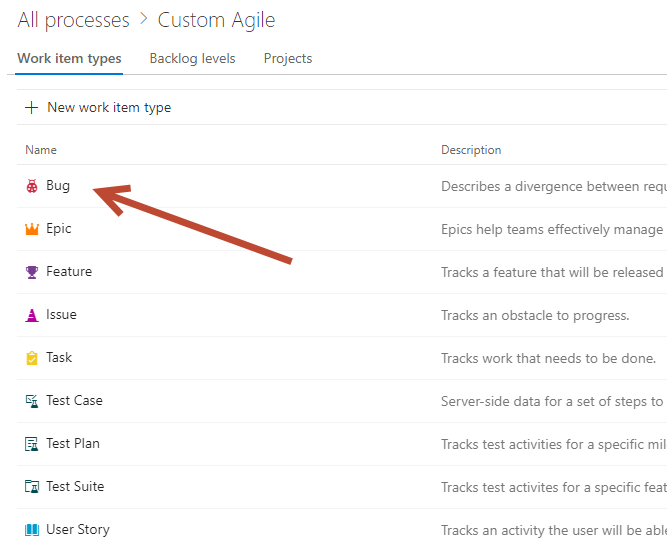 All processes > Custom Agile
Work item types Backlog levels Projects
+ New work item type
Name Description
Bug Describes a divergence between requ
Epic Epics help teams effectively manage
Feature Tracks a feature that will be released
Issue Tracks an obstacle to progress.
Task Tracks work that needs to be done.
Test Case Server-side data for a set of steps to
Test Plan Tracks test activities for a specific mil
Test Suite Tracks test activites for a specific feat
User Story Tracks an activity the user will be able